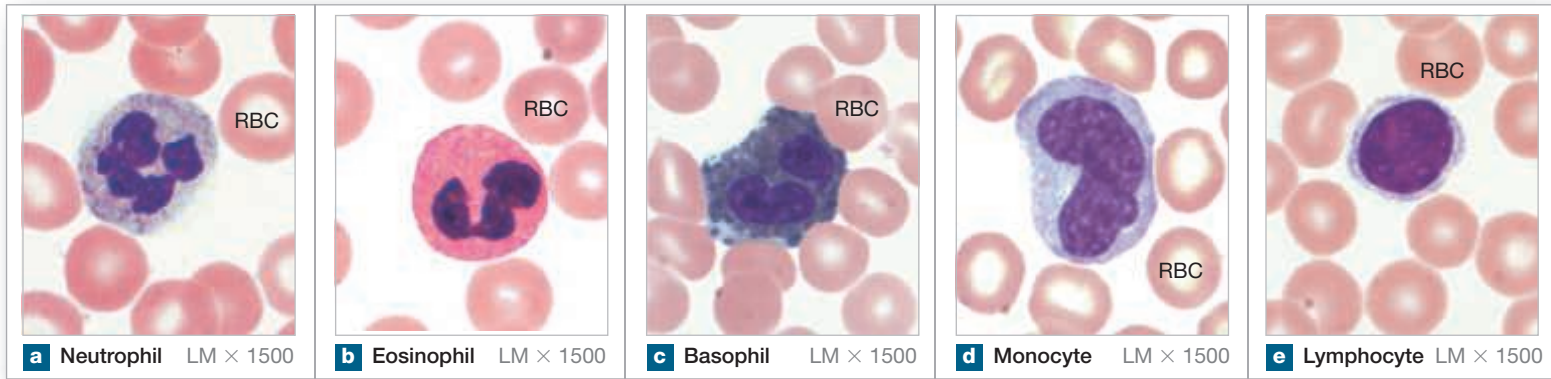 RBC
RBC
RBC
RBC
RBC
a Neutrophil LM × 1500
b Eosinophil LM × 1500
c Basophil LM × 1500
d Monocyte LM × 1500
e Lymphocyte LM × 1500